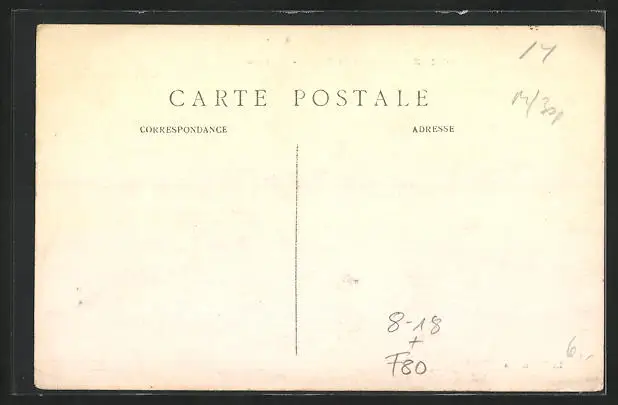 17
CARTE POSTALE
CORRESPONDANCE
ADRESSE
8-18
+
F80
6.-